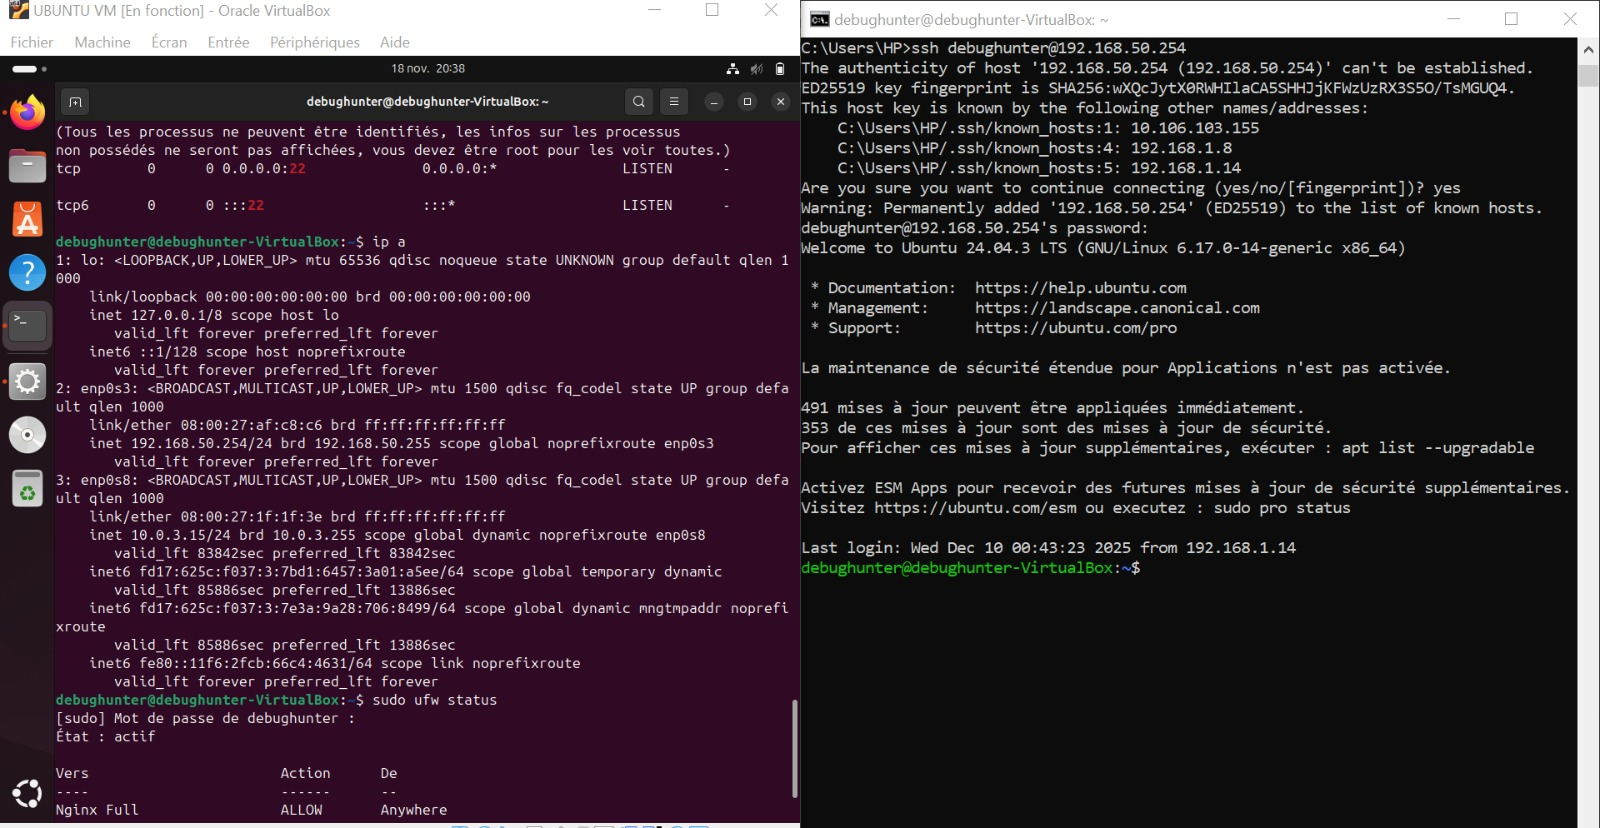 UBUNTU VM [En fonction] - Oracle VirtualBox
Fichier Machine Écran Entrée Périphériques Aide
18 nov. 20:38
debughunter@debughunter-VirtualBox: ~
(Tous les processus ne peuvent être identifiés, les infos sur les processus
non possédés ne seront pas affichées, vous devez être root pour les voir toutes.)
tcp 0 0 0.0.0.0:22 0.0.0.0:* LISTEN -
tcp6 0 0 :::22 :::* LISTEN -
debughunter@debughunter-VirtualBox:~$ ip a
1: lo: <LOOPBACK,UP,LOWER_UP> mtu 65536 qdisc noqueue state UNKNOWN group default qlen 1
000
link/loopback 00:00:00:00:00:00 brd 00:00:00:00:00:00
inet 127.0.0.1/8 scope host lo
valid_lft forever preferred_lft forever
inet6 ::1/128 scope host noprefixroute
valid_lft forever preferred_lft forever
2: enp0s3: <BROADCAST,MULTICAST,UP,LOWER_UP> mtu 1500 qdisc fq_codel state UP group defa
ult qlen 1000
link/ether 08:00:27:af:c8:c6 brd ff:ff:ff:ff:ff:ff
inet 192.168.50.254/24 brd 192.168.50.255 scope global noprefixroute enp0s3
valid_lft forever preferred_lft forever
3: enp0s8: <BROADCAST,MULTICAST,UP,LOWER_UP> mtu 1500 qdisc fq_codel state UP group defa
ult qlen 1000
link/ether 08:00:27:1f:1f:3e brd ff:ff:ff:ff:ff:ff
inet 10.0.3.15/24 brd 10.0.3.255 scope global dynamic noprefixroute enp0s8
valid_lft 83842sec preferred_lft 83842sec
inet6 fd17:625c:f037:3:7bd1:6457:3a01:a5ee/64 scope global temporary dynamic
valid_lft 85886sec preferred_lft 13886sec
inet6 fd17:625c:f037:3:7e3a:9a28:706:8499/64 scope global dynamic mngtmpaddr noprefi
xroute
valid_lft 85886sec preferred_lft 13886sec
inet6 fe80::11f6:2fcb:66c4:4631/64 scope link noprefixroute
valid_lft forever preferred_lft forever
debughunter@debughunter-VirtualBox:~$ sudo ufw status
[sudo] Mot de passe de debughunter :
État : actif
Vers Action De
---- ------ --
Nginx Full ALLOW Anywhere
debughunter@debughunter-VirtualBox: ~
C:\Users\HP>ssh debughunter@192.168.50.254
The authenticity of host '192.168.50.254 (192.168.50.254)' can't be established.
ED25519 key fingerprint is SHA256:wXQcJytX0RWHIlaCA5SHHJjKFWzUzRX3S5O/TsMGUQ4.
This host key is known by the following other names/addresses:
C:\Users\HP/.ssh/known_hosts:1: 10.106.103.155
C:\Users\HP/.ssh/known_hosts:4: 192.168.1.8
C:\Users\HP/.ssh/known_hosts:5: 192.168.1.14
Are you sure you want to continue connecting (yes/no/[fingerprint])? yes
Warning: Permanently added '192.168.50.254' (ED25519) to the list of known hosts.
debughunter@192.168.50.254's password:
Welcome to Ubuntu 24.04.3 LTS (GNU/Linux 6.17.0-14-generic x86_64)
* Documentation: https://help.ubuntu.com
* Management: https://landscape.canonical.com
* Support: https://ubuntu.com/pro
La maintenance de sécurité étendue pour Applications n'est pas activée.
491 mises à jour peuvent être appliquées immédiatement.
353 de ces mises à jour sont des mises à jour de sécurité.
Pour afficher ces mises à jour supplémentaires, exécuter : apt list --upgradable
Activez ESM Apps pour recevoir des futures mises à jour de sécurité supplémentaires.
Visitez https://ubuntu.com/esm ou executez : sudo pro status
Last login: Wed Dec 10 00:43:23 2025 from 192.168.1.14
debughunter@debughunter-VirtualBox:~$